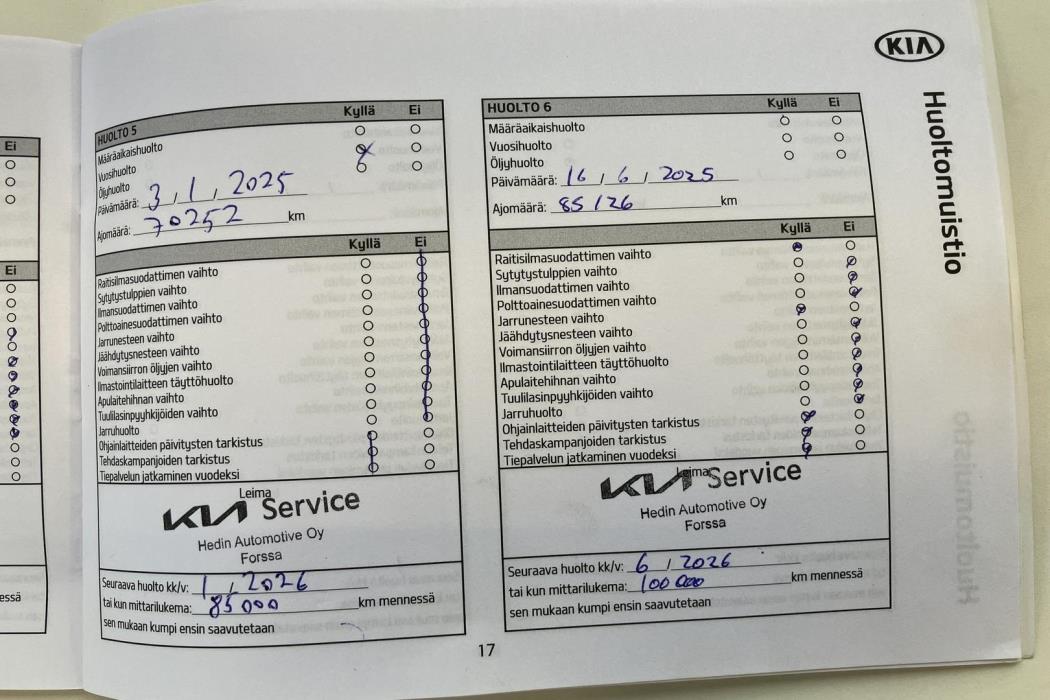 KIA
Huoltomuistio
Ei
Ei
essä
HUOLTO 5 Kyllä Ei
Määräaikaishuolto
Vuosihuolto
Öljyhuolto
Päivämäärä: 3 / 1 / 2025
Ajomäärä: 70252 km
Kyllä Ei
Raitisilmasuodattimen vaihto
Sytytystulppien vaihto
Ilmansuodattimen vaihto
Polttoainesuodattimen vaihto
Jarrunesteen vaihto
Jäähdytysnesteen vaihto
Voimansiirron öljyjen vaihto
Ilmastointilaitteen täyttöhuolto
Apulaitehihnan vaihto
Tuulilasinpyyhkijöiden vaihto
Jarruhuolto
Ohjainlaitteiden päivitysten tarkistus
Tehdaskampanjoiden tarkistus
Tiepalvelun jatkaminen vuodeksi
Leima
KIA Service
Hedin Automotive Oy
Forssa
Seuraava huolto kk/v: 1 / 2026
tai kun mittarilukema: 85 000 km mennessä
sen mukaan kumpi ensin saavutetaan
HUOLTO 6 Kyllä Ei
Määräaikaishuolto
Vuosihuolto
Öljyhuolto
Päivämäärä: 16 / 6 / 2025
Ajomäärä: 85126 km
Kyllä Ei
Raitisilmasuodattimen vaihto
Sytytystulppien vaihto
Ilmansuodattimen vaihto
Polttoainesuodattimen vaihto
Jarrunesteen vaihto
Jäähdytysnesteen vaihto
Voimansiirron öljyjen vaihto
Ilmastointilaitteen täyttöhuolto
Apulaitehihnan vaihto
Tuulilasinpyyhkijöiden vaihto
Jarruhuolto
Ohjainlaitteiden päivitysten tarkistus
Tehdaskampanjoiden tarkistus
Tiepalvelun jatkaminen vuodeksi
Leima
KIA Service
Hedin Automotive Oy
Forssa
Seuraava huolto kk/v: 6 / 2026
tai kun mittarilukema: 100 000 km mennessä
sen mukaan kumpi ensin saavutetaan
17